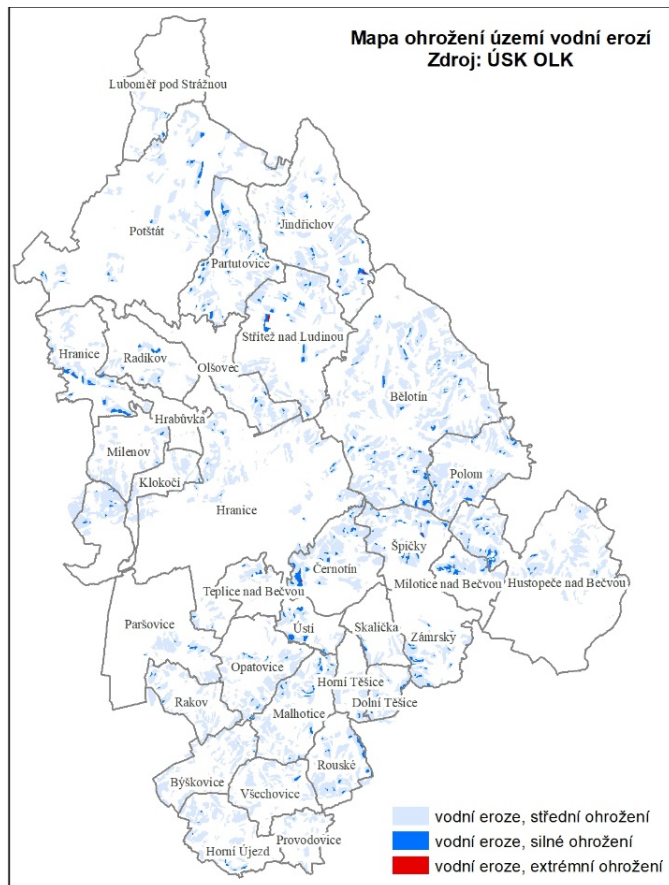 Mapa ohrožení území vodní erozí
Zdroj: ÚSK OLK
Luboměř pod Strážnou
Potštát
Jindřichov
Partutovice
Střítež nad Ludinou
Hranice
Radíkov
Olšovec
Bělotín
Hrabůvka
Milenov
Polom
Klokočí
Hranice
Špičky
Černotín
Milotice nad Bečvou
Hustopeče nad Bečvou
Teplice nad Bečvou
Paršovice
Ústí
Skalička
Zámrsky
Opatovice
Horní Těšice
Rakov
Dolní Těšice
Malhotice
Rouské
Býškovice
Všechovice
Provodovice
Horní Újezd
vodní eroze, střední ohrožení
vodní eroze, silné ohrožení
vodní eroze, extrémní ohrožení